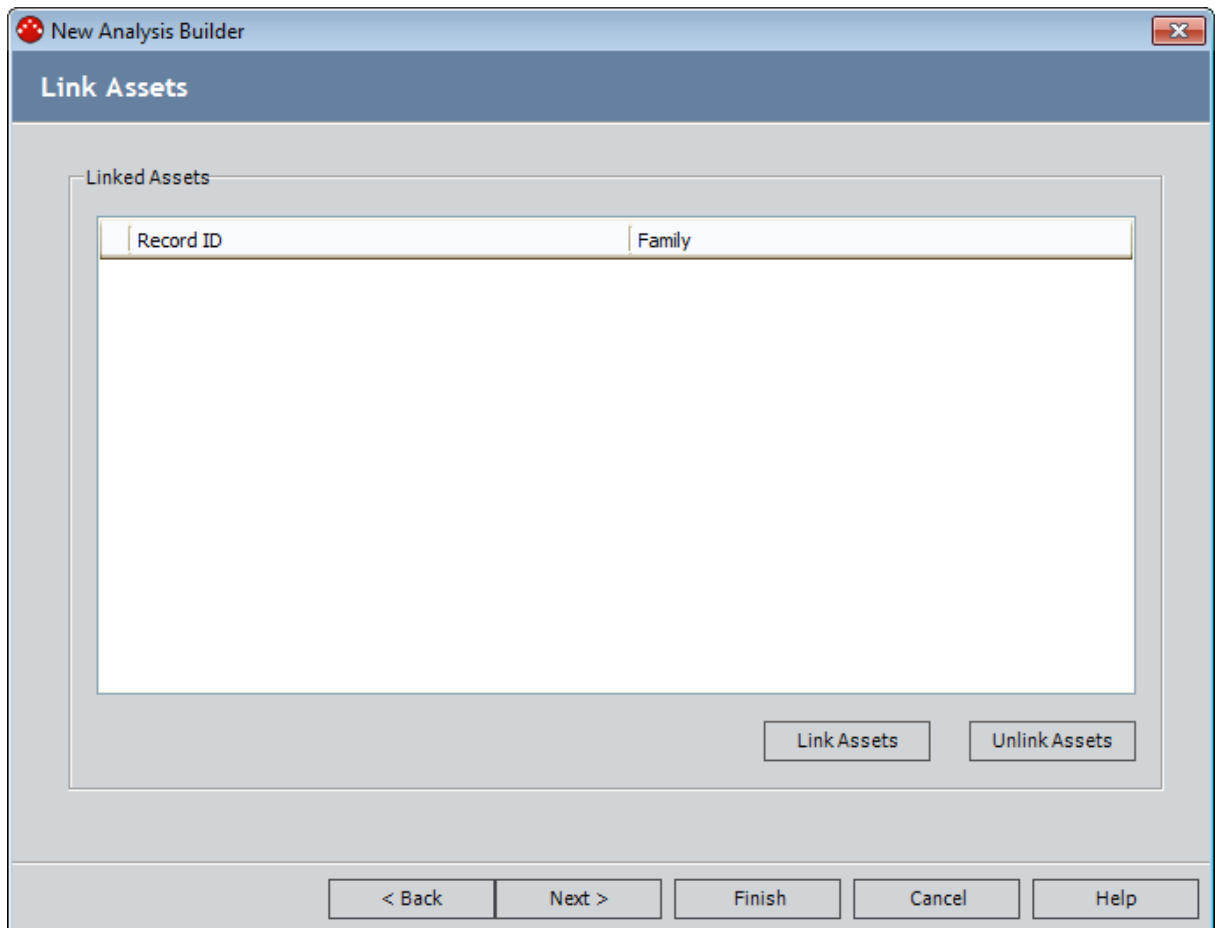 New Analysis Builder
Link Assets
Linked Assets
Record ID Family
Link Assets Unlink Assets
< Back Next > Finish Cancel Help